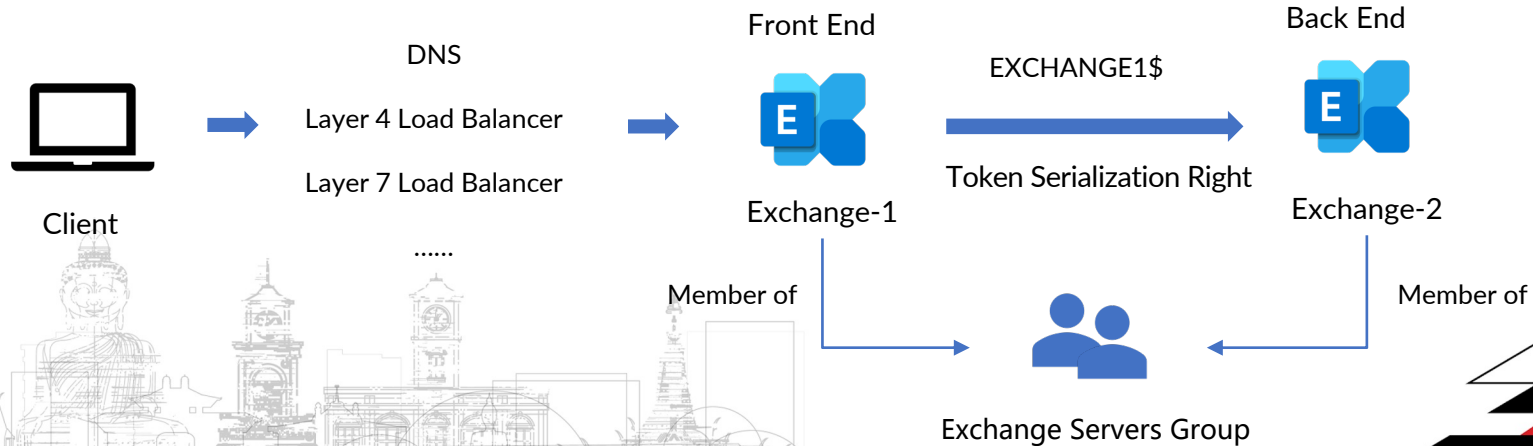 Client
DNS
Layer 4 Load Balancer
Layer 7 Load Balancer
......
Front End
E
Exchange-1
EXCHANGE1$
Token Serialization Right
Back End
E
Exchange-2
Member of
Member of
Exchange Servers Group